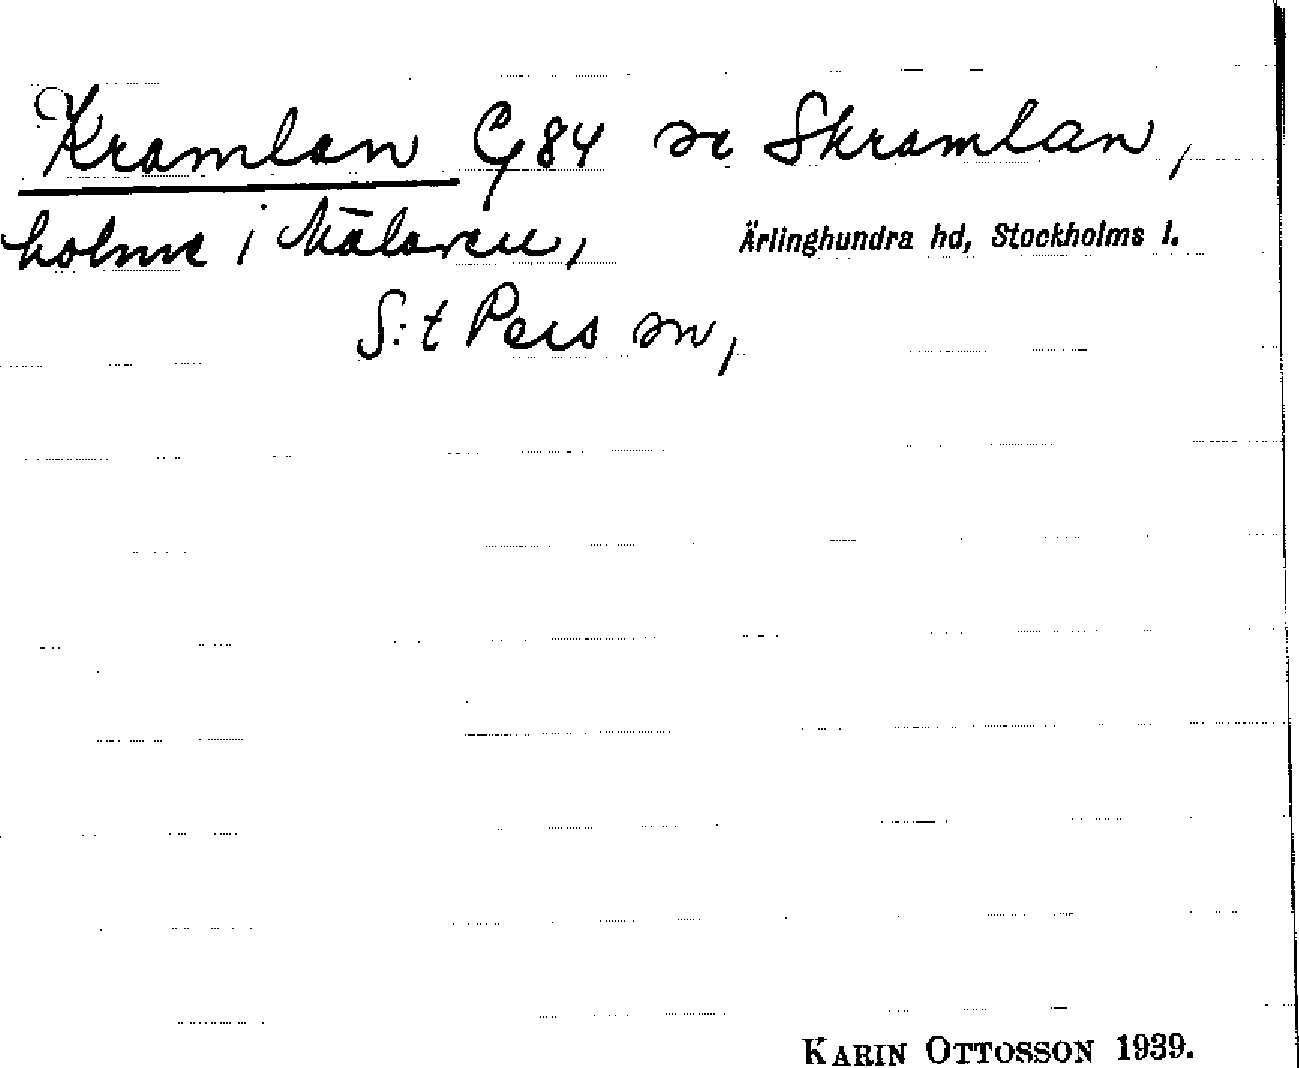 Kramlan G84 se Skramlan,
holme i Mälaren,
Ärlinghundra hd, Stockholms l.
S:t Pers sn,
KARIN OTTOSSON 1939.